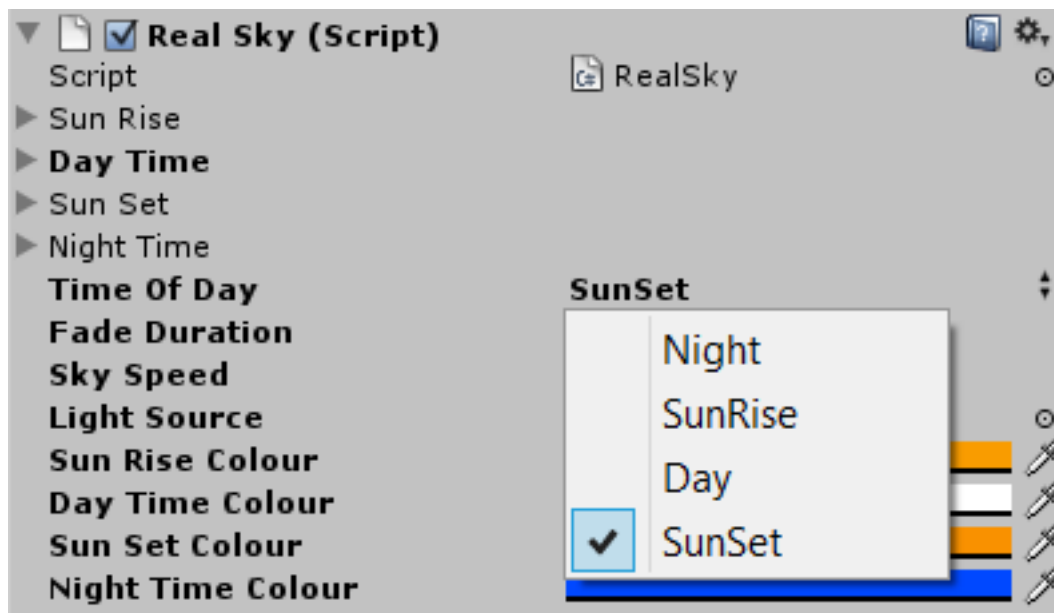 Real Sky (Script)
Script C# RealSky
Sun Rise
Day Time
Sun Set
Night Time
Time Of Day SunSet
Fade Duration
Night
Sky Speed
SunRise
Light Source
Sun Rise Colour
Day
Day Time Colour
Sun Set Colour
SunSet
Night Time Colour